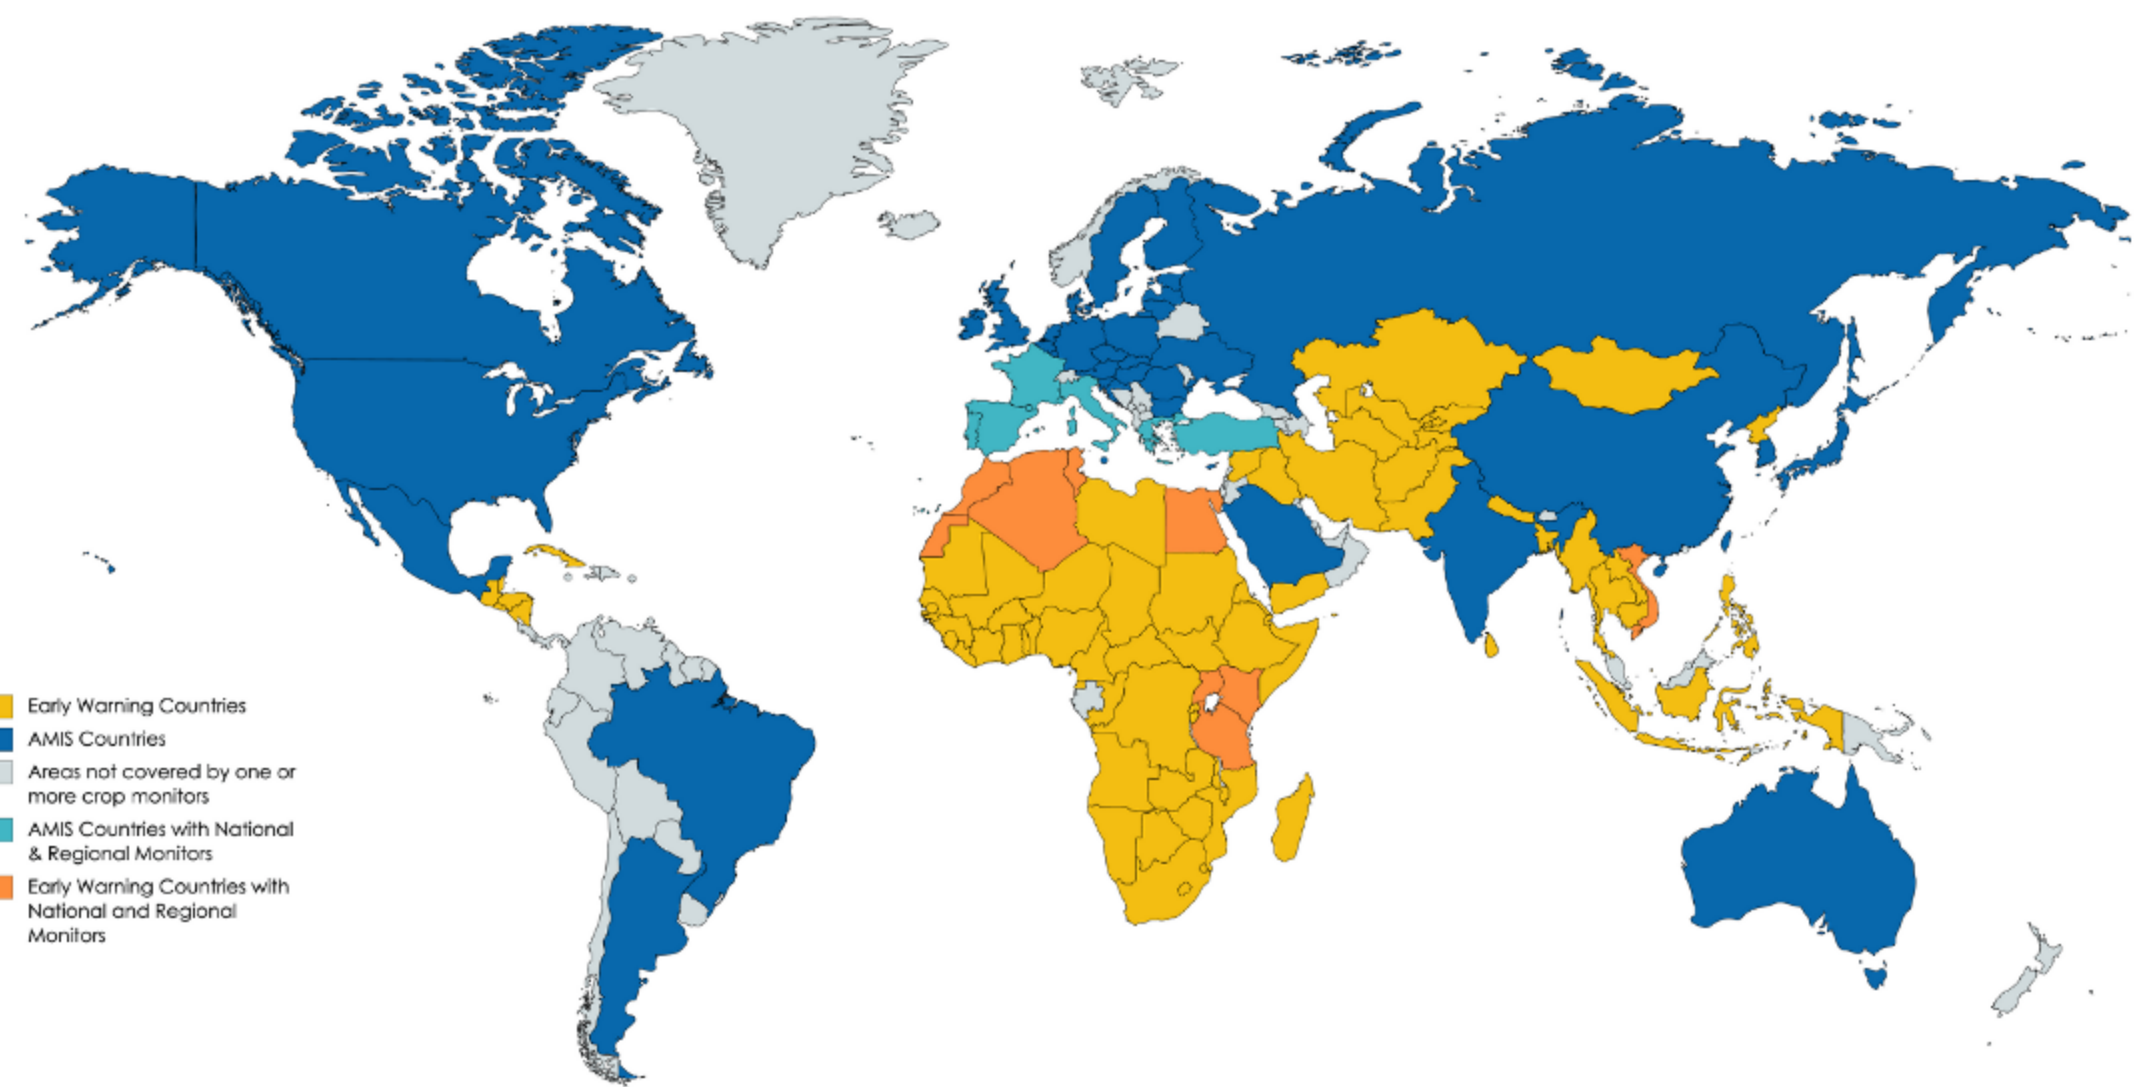 Early Warning Countries
AMIS Countries
Areas not covered by one or
more crop monitors
AMIS Countries with National
& Regional Monitors
Early Warning Countries with
National and Regional
Monitors